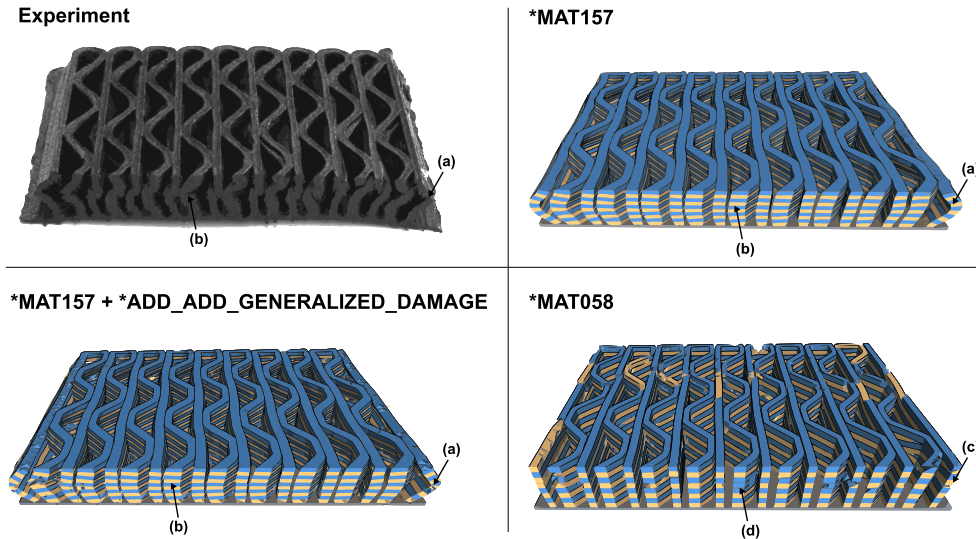 Experiment
(a)
(b)
*MAT157
(a
(b)
*MAT157 + *ADD_ADD_GENERALIZED_DAMAGE
(a)
(b)
*MAT058
(c
(d)